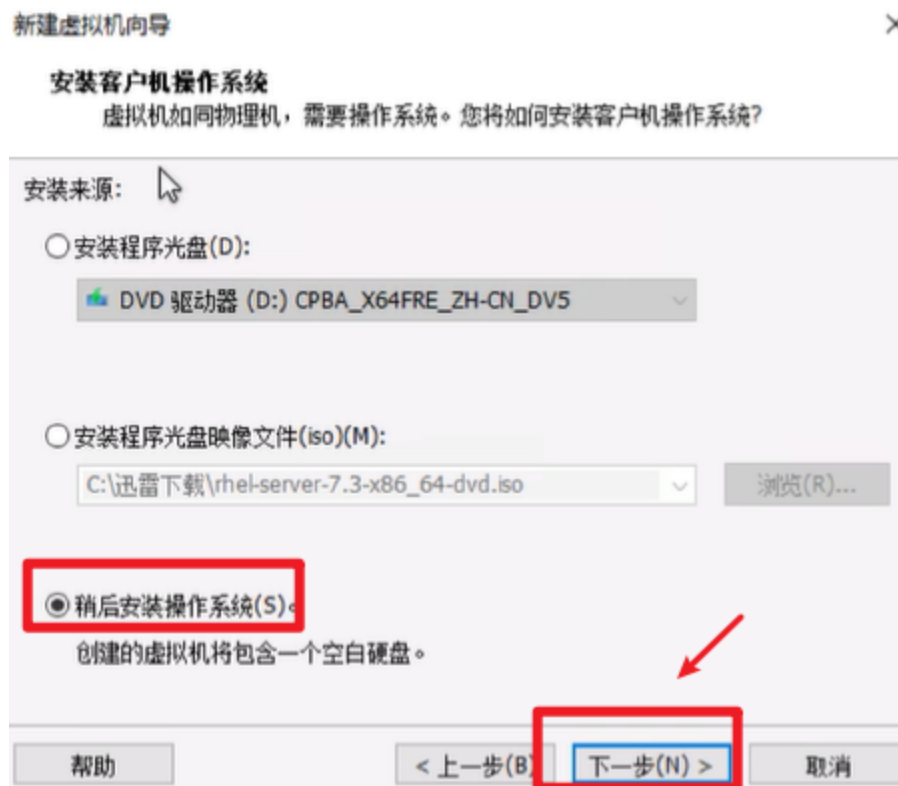 新建虚拟机向导
安装客户机操作系统
虚拟机如同物理机，需要操作系统。您将如何安装客户机操作系统?
安装来源:
安装程序光盘(D):
DVD 驱动器 (D:) CPBA_X64FRE_ZH-CN_DV5
安装程序光盘映像文件(iso)(M):
C:\迅雷下载\rhel-server-7.3-x86_64-dvd.iso
浏览(R)...
稍后安装操作系统(S)。
创建的虚拟机将包含一个空白硬盘。
帮助
< 上一步(B)
下一步(N) >
取消